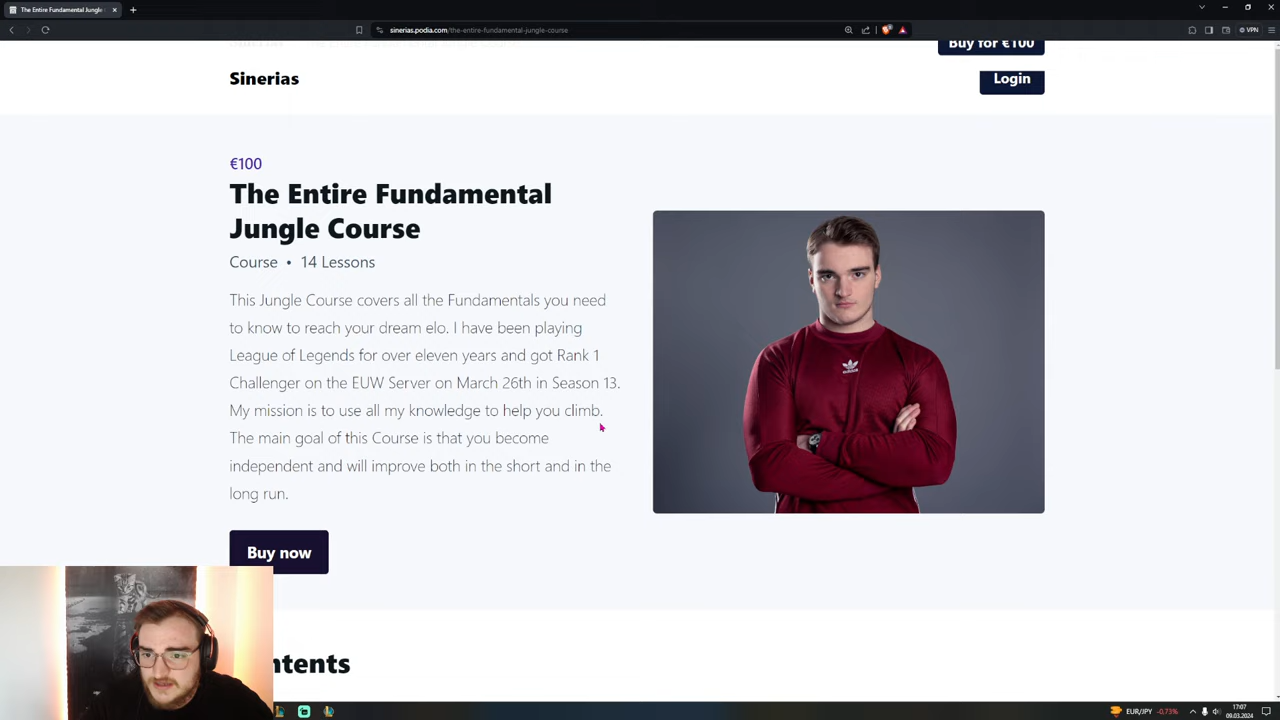 The Entire Fundamental Jungle
sinerias.podia.com/the-entire-fundamental-jungle-course
VPN
Buy for €100
Sinerias
Login
€100
The Entire Fundamental
Jungle Course
Course • 14 Lessons
This Jungle Course covers all the Fundamentals you need
to know to reach your dream elo. I have been playing
League of Legends for over eleven years and got Rank 1
Challenger on the EUW Server on March 26th in Season 13.
My mission is to use all my knowledge to help you climb.
The main goal of this Course is that you become
independent and will improve both in the short and in the
long run.
adidas
Buy now
ntents
EUR/JPY -0,73%
17:07
09.03.2024